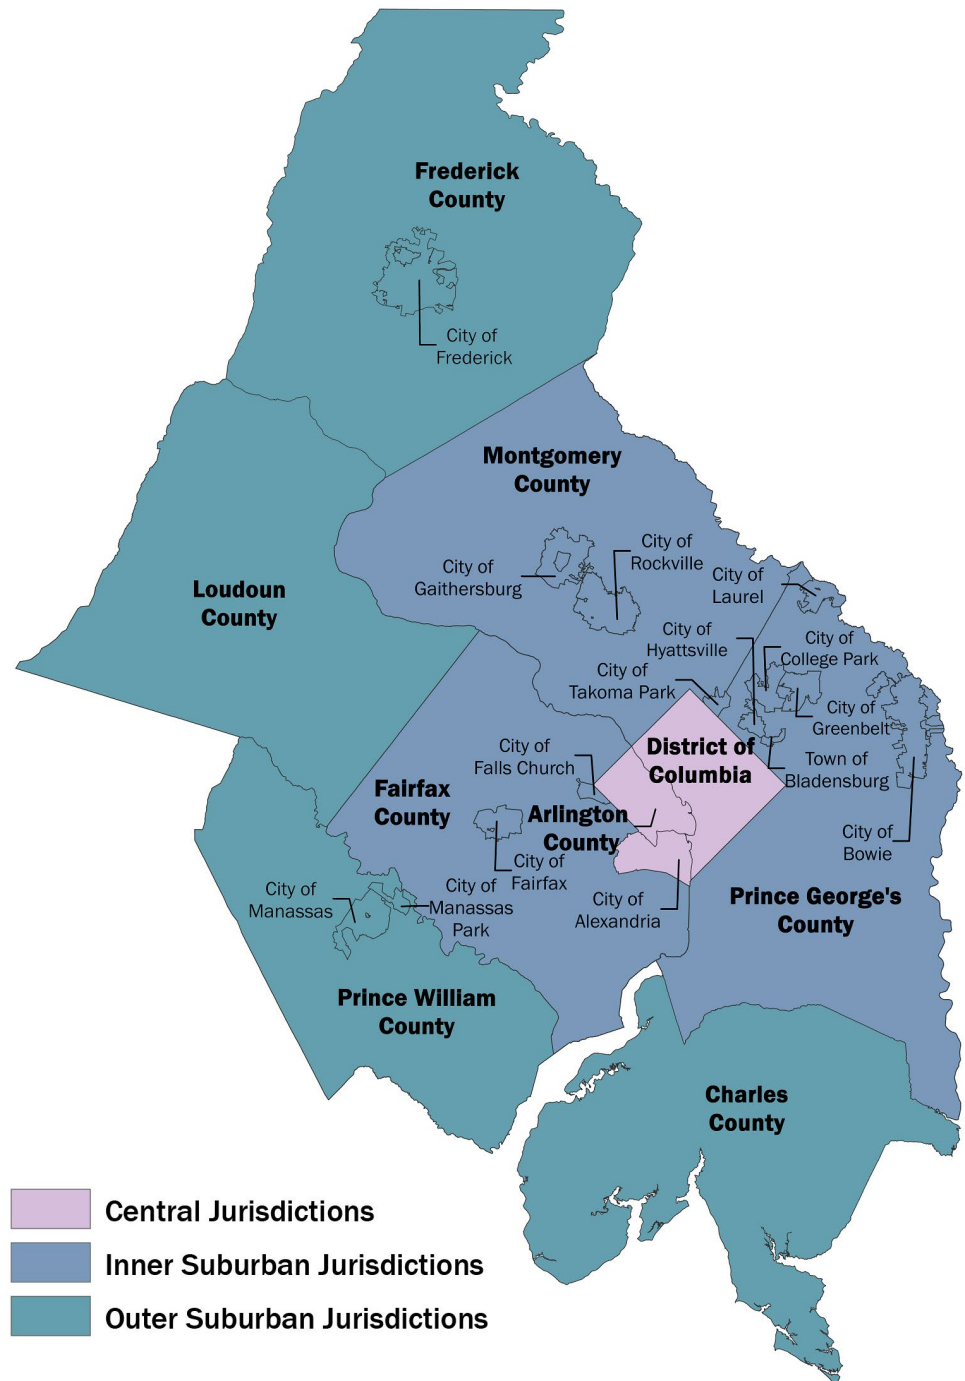 Frederick
County
City of
Frederick
Montgomery
County
City of
Rockville
City of
Gaithersburg
City of
Laurel
Loudoun
County
City of
Hyattsville
City of
College Park
City of
Takoma Park
City of
Greenbelt
District of
Columbia
City of
Falls Church
Town of
Bladensburg
Fairfax
County
Arlington
County
City of
Bowie
City of
Fairfax
City of
Manassas
City of
Manassas
Park
City of
Alexandria
Prince George's
County
Prince William
County
Charles
County
Central Jurisdictions
Inner Suburban Jurisdictions
Outer Suburban Jurisdictions